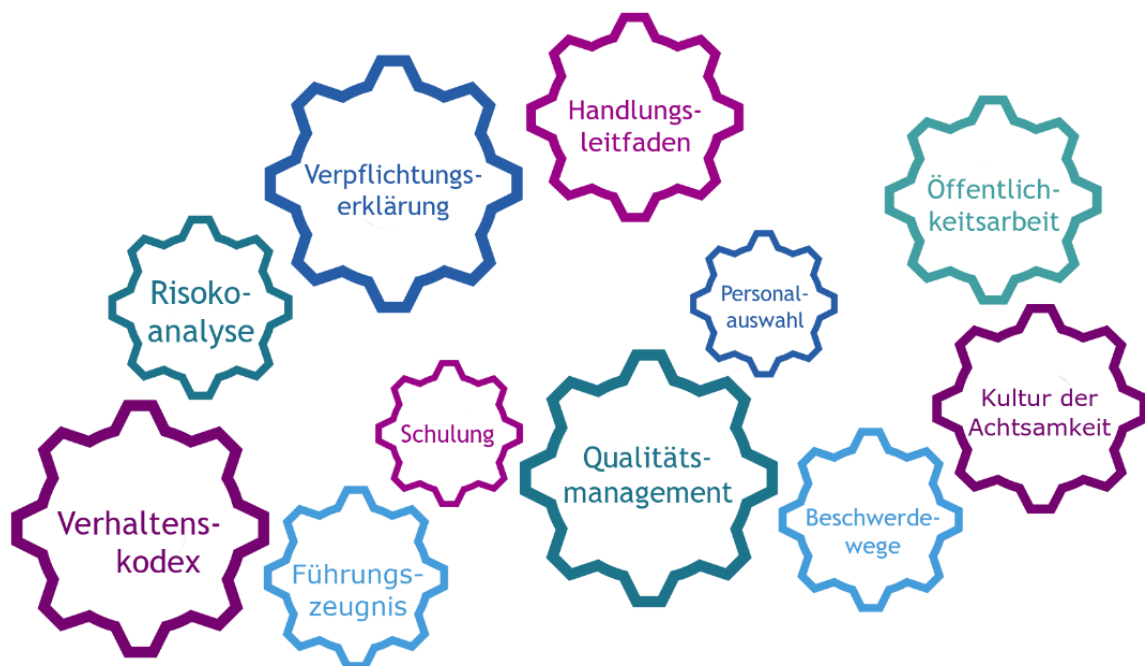 Handlungs-
leitfaden
Verpflichtungs-
erklärung
Öffentlich-
keitsarbeit
Risoko-
analyse
Personal-
auswahl
Kultur der
Achtsamkeit
Schulung
Qualitäts-
management
Verhaltens-
kodex
Beschwerde-
wege
Führungs-
zeugnis